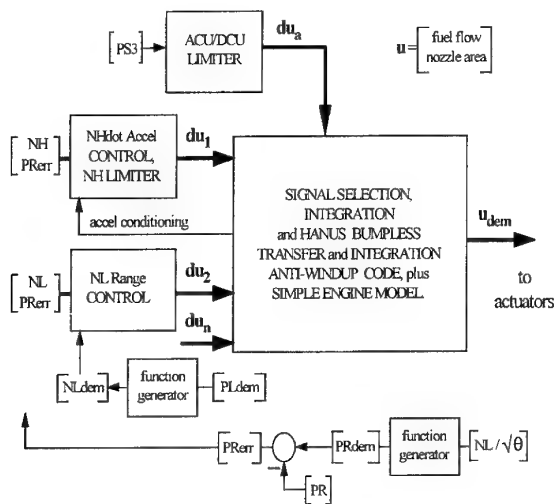 [PS3]
ACU/DCU
LIMITER
du_a
u = [fuel flow
nozzle area]
[NH
PRerr]
NHdot Accel
CONTROL,
NH LIMITER
du_1
accel conditioning
[NL
PRerr]
NL Range
CONTROL
du_2
du_n
SIGNAL SELECTION,
INTEGRATION
and HANUS BUMPLESS
TRANSFER and INTEGRATION
ANTI-WINDUP CODE, plus
SIMPLE ENGINE MODEL.
u_dem
to
actuators
[NLdem]
function
generator
[PLdem]
[PRerr]
−
[PRdem]
function
generator
[NL / √θ]
[PR]